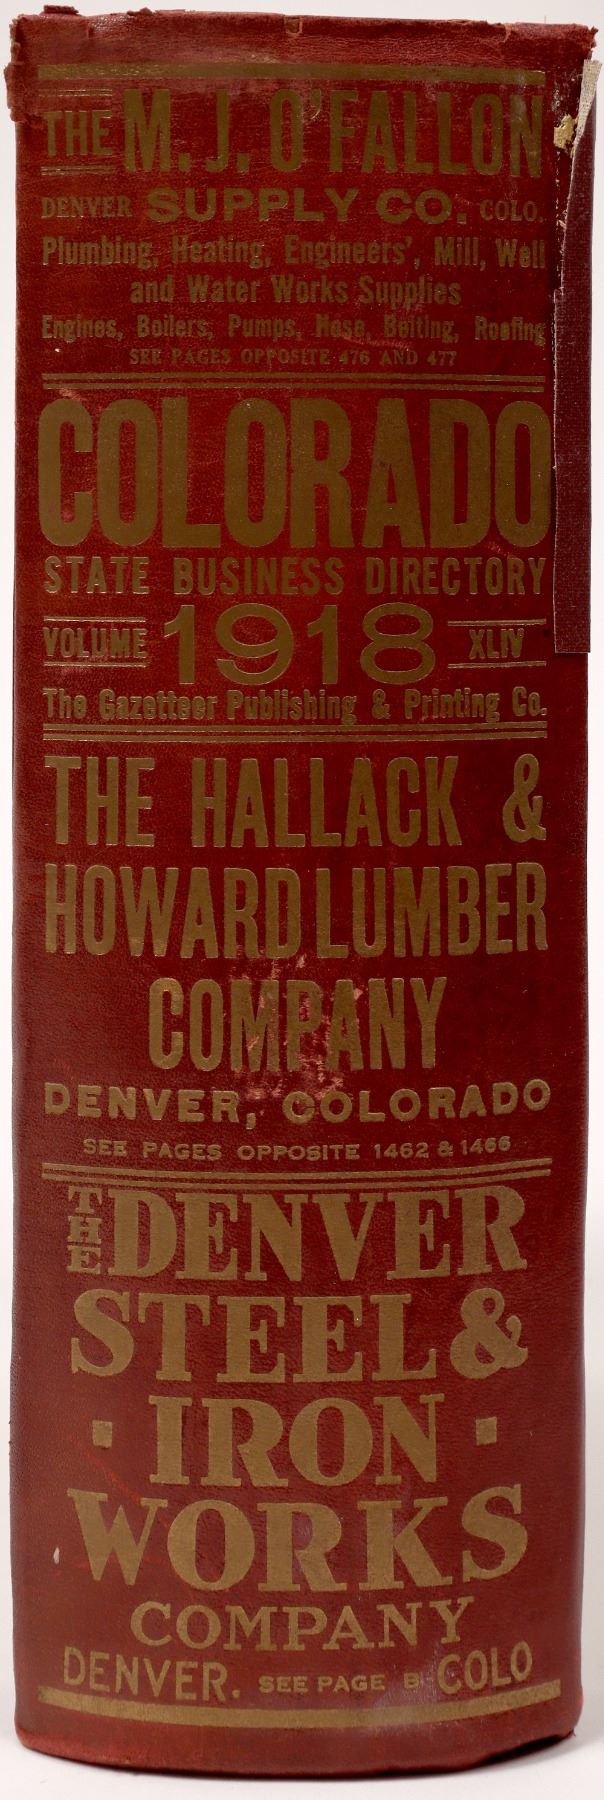 THE M. J. O'FALLON
DENVER SUPPLY CO. COLO.
Plumbing, Heating, Engineers', Mill, Well
and Water Works Supplies
Engines, Boilers, Pumps, Hose, Belting, Roofing
SEE PAGES OPPOSITE 476 AND 477
COLORADO
STATE BUSINESS DIRECTORY
VOLUME 1918 XLIV
The Gazetteer Publishing & Printing Co.
THE HALLACK &
HOWARD LUMBER
COMPANY
DENVER, COLORADO
SEE PAGES OPPOSITE 1462 & 1466
THE DENVER
STEEL &
· IRON ·
WORKS
COMPANY
DENVER. SEE PAGE B COLO